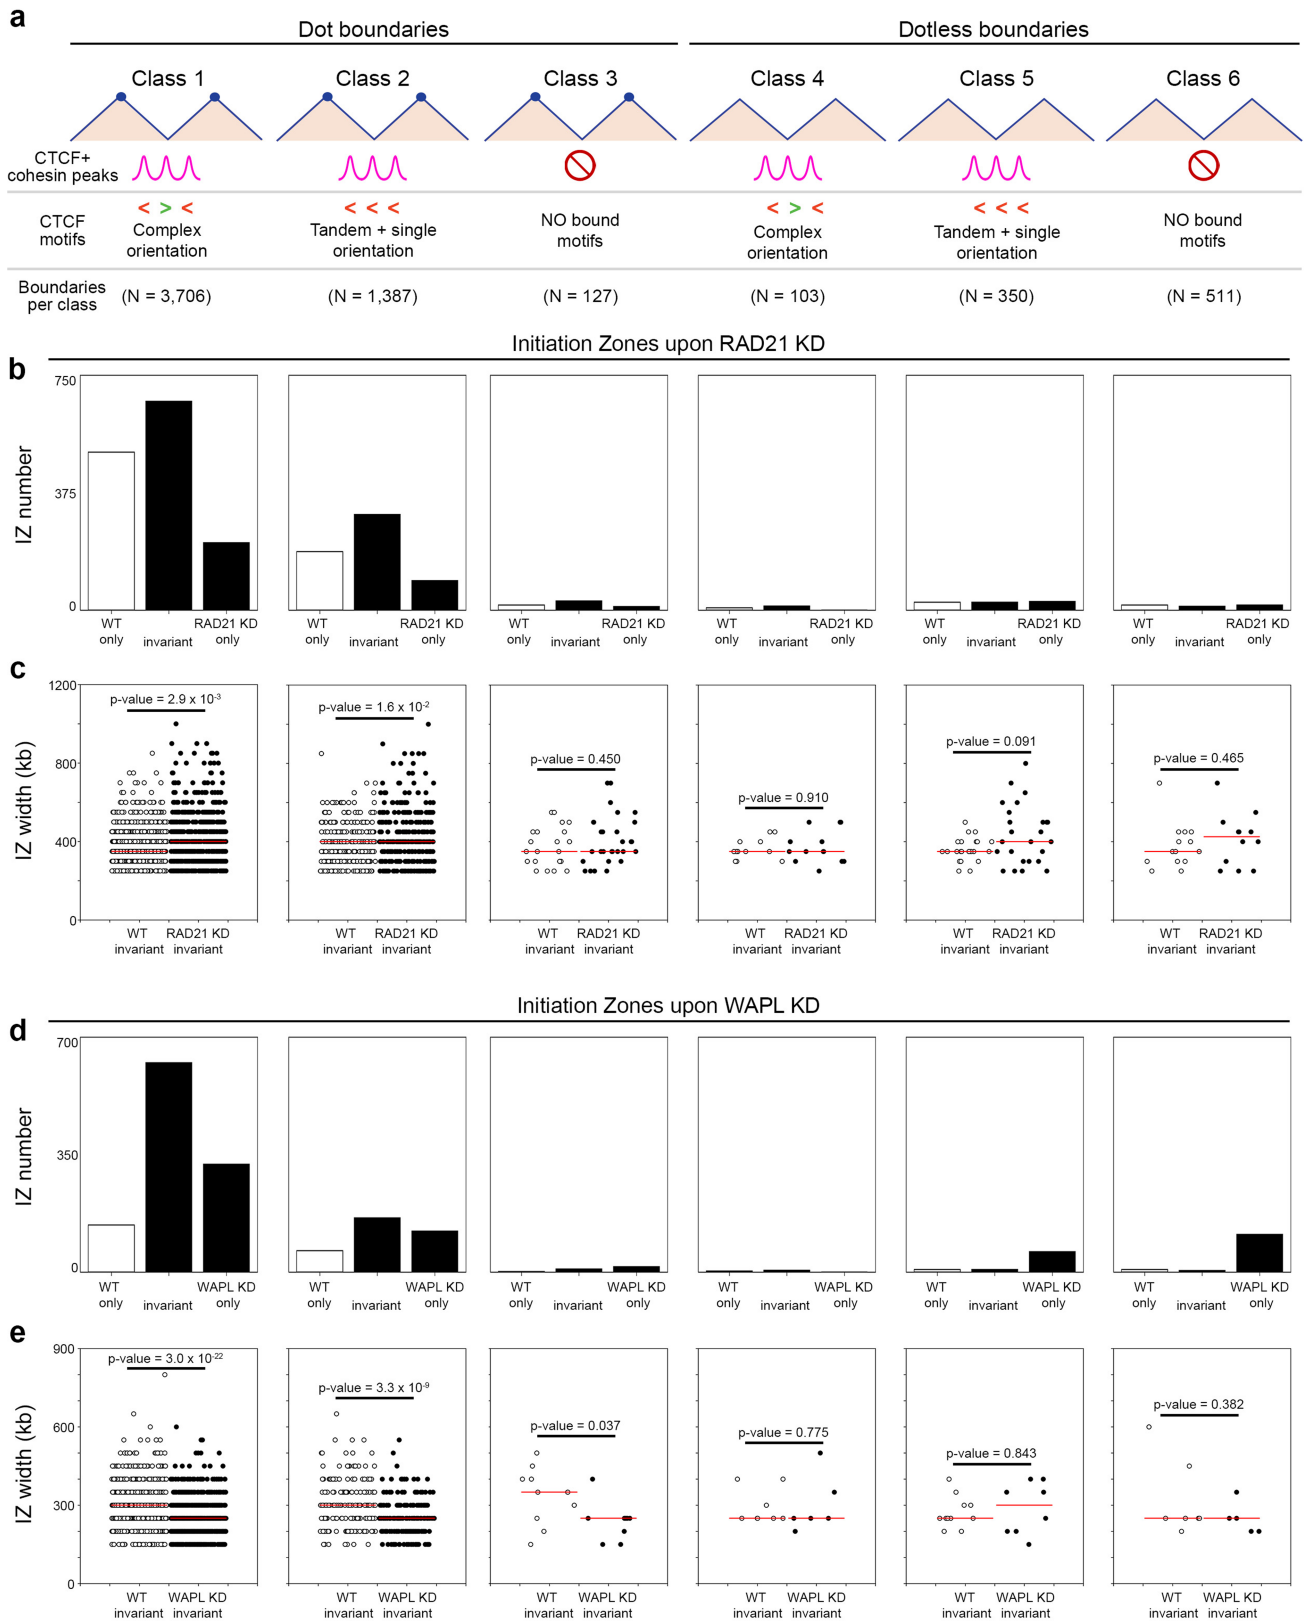 a
Dot boundaries
Dotless boundaries
Class 1
Class 2
Class 3
Class 4
Class 5
Class 6
CTCF+
cohesin peaks
CTCF
motifs
< > <
Complex
orientation
< < <
Tandem + single
orientation
NO bound
motifs
< > <
Complex
orientation
< < <
Tandem + single
orientation
NO bound
motifs
Boundaries
per class
(N = 3,706)
(N = 1,387)
(N = 127)
(N = 103)
(N = 350)
(N = 511)
Initiation Zones upon RAD21 KD
b
IZ number
750
375
0
WT
only
invariant
RAD21 KD
only
WT
only
invariant
RAD21 KD
only
WT
only
invariant
RAD21 KD
only
WT
only
invariant
RAD21 KD
only
WT
only
invariant
RAD21 KD
only
WT
only
invariant
RAD21 KD
only
c
IZ width (kb)
1200
800
400
0
p-value = 2.9 x 10⁻³
p-value = 1.6 x 10⁻²
p-value = 0.450
p-value = 0.910
p-value = 0.091
p-value = 0.465
WT
invariant
RAD21 KD
invariant
WT
invariant
RAD21 KD
invariant
WT
invariant
RAD21 KD
invariant
WT
invariant
RAD21 KD
invariant
WT
invariant
RAD21 KD
invariant
WT
invariant
RAD21 KD
invariant
Initiation Zones upon WAPL KD
d
IZ number
700
350
0
WT
only
invariant
WAPL KD
only
WT
only
invariant
WAPL KD
only
WT
only
invariant
WAPL KD
only
WT
only
invariant
WAPL KD
only
WT
only
invariant
WAPL KD
only
WT
only
invariant
WAPL KD
only
e
IZ width (kb)
900
600
300
0
p-value = 3.0 x 10⁻²²
p-value = 3.3 x 10⁻⁹
p-value = 0.037
p-value = 0.775
p-value = 0.843
p-value = 0.382
WT
invariant
WAPL KD
invariant
WT
invariant
WAPL KD
invariant
WT
invariant
WAPL KD
invariant
WT
invariant
WAPL KD
invariant
WT
invariant
WAPL KD
invariant
WT
invariant
WAPL KD
invariant